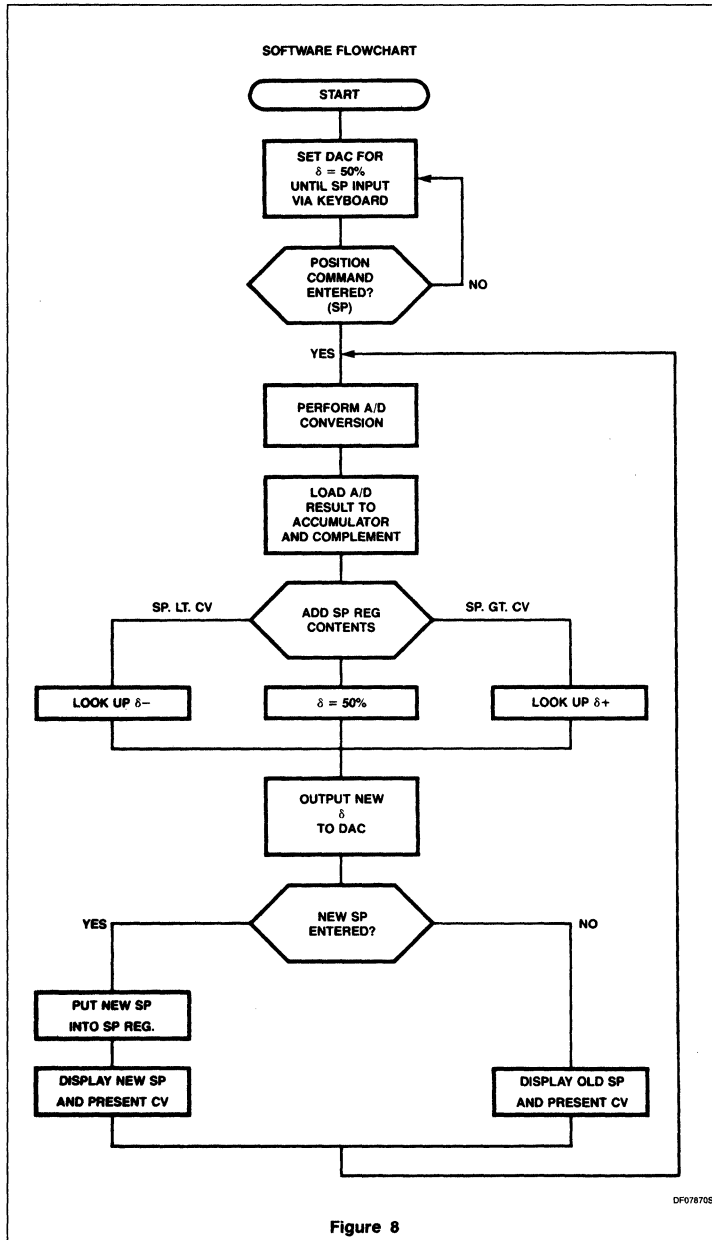 SOFTWARE FLOWCHART
START
SET DAC FOR
δ = 50%
UNTIL SP INPUT
VIA KEYBOARD
POSITION
COMMAND
ENTERED?
(SP)
NO
YES
PERFORM A/D
CONVERSION
LOAD A/D
RESULT TO
ACCUMULATOR
AND COMPLEMENT
SP. LT. CV
ADD SP REG
CONTENTS
SP. GT. CV
LOOK UP δ−
δ = 50%
LOOK UP δ+
OUTPUT NEW
δ
TO DAC
YES
NEW SP
ENTERED?
NO
PUT NEW SP
INTO SP REG.
DISPLAY NEW SP
AND PRESENT CV
DISPLAY OLD SP
AND PRESENT CV
DF07870S
Figure 8